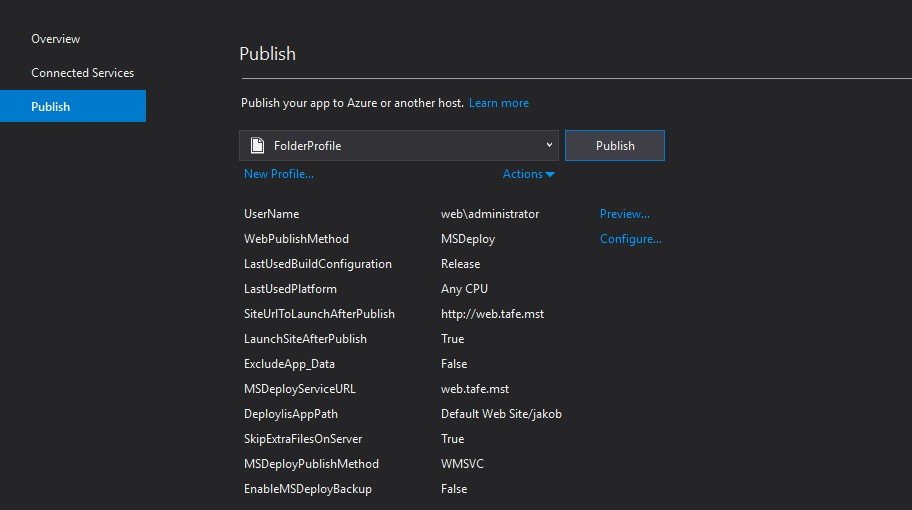 Overview
Connected Services
Publish
Publish
Publish your app to Azure or another host. Learn more
FolderProfile Publish
New Profile... Actions
UserName web\administrator Preview...
WebPublishMethod MSDeploy Configure...
LastUsedBuildConfiguration Release
LastUsedPlatform Any CPU
SiteUrlToLaunchAfterPublish http://web.tafe.mst
LaunchSiteAfterPublish True
ExcludeApp_Data False
MSDeployServiceURL web.tafe.mst
DeployIisAppPath Default Web Site/jakob
SkipExtraFilesOnServer True
MSDeployPublishMethod WMSVC
EnableMSDeployBackup False